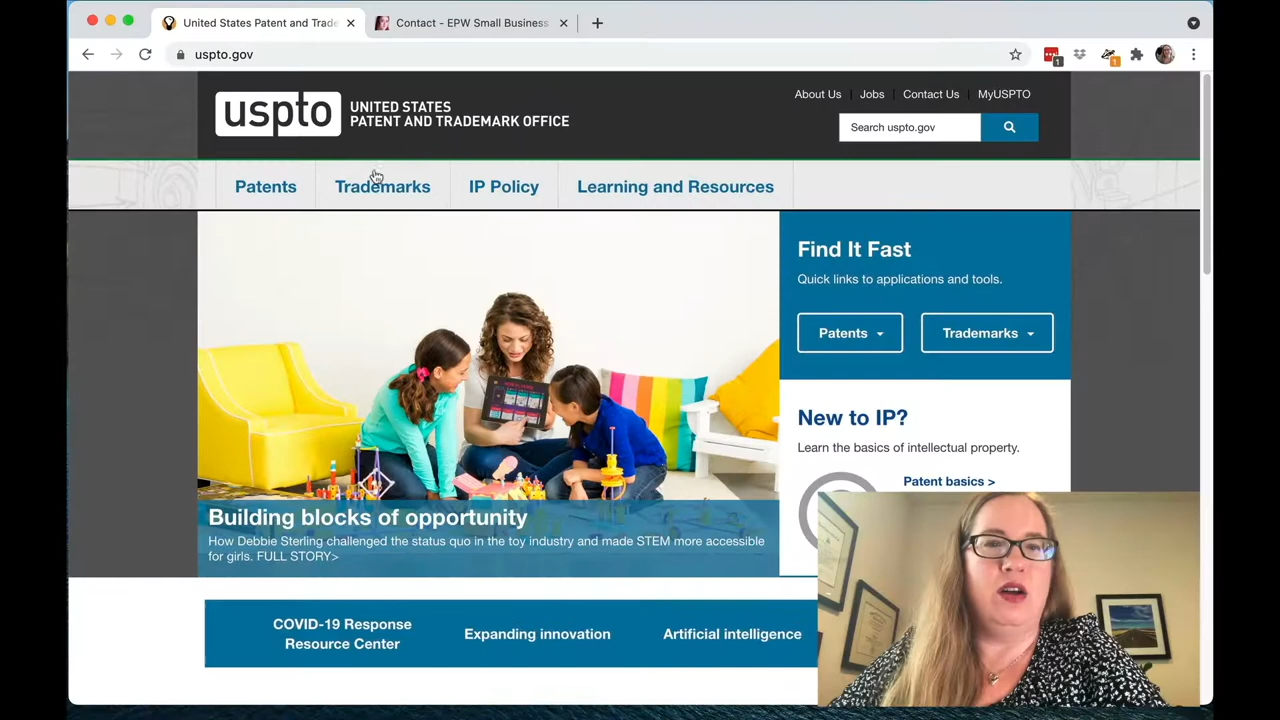 United States Patent and Trade
Contact - EPW Small Business
uspto.gov
1
1
uspto
UNITED STATES
PATENT AND TRADEMARK OFFICE
About Us
Jobs
Contact Us
MyUSPTO
Search uspto.gov
Patents
Trademarks
IP Policy
Learning and Resources
Find It Fast
Quick links to applications and tools.
Patents
Trademarks
New to IP?
Learn the basics of intellectual property.
Patent basics >
Building blocks of opportunity
How Debbie Sterling challenged the status quo in the toy industry and made STEM more accessible
for girls. FULL STORY>
COVID-19 Response
Resource Center
Expanding innovation
Artificial intelligence